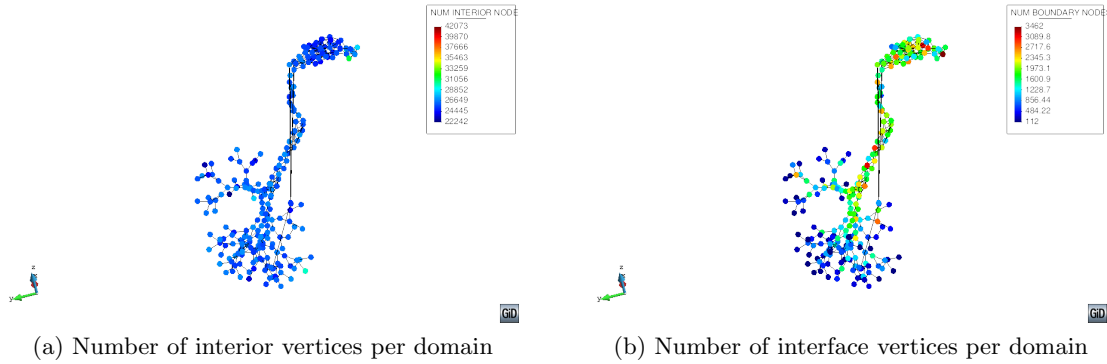 NUM INTERIOR NODE
42073
39870
37666
35463
33259
31056
28852
26649
24445
22242
z
y
GiD
(a) Number of interior vertices per domain
NUM BOUNDARY NODES
3462
3089.8
2717.6
2345.3
1973.1
1600.9
1228.7
856.44
484.22
112
z
y
GiD
(b) Number of interface vertices per domain